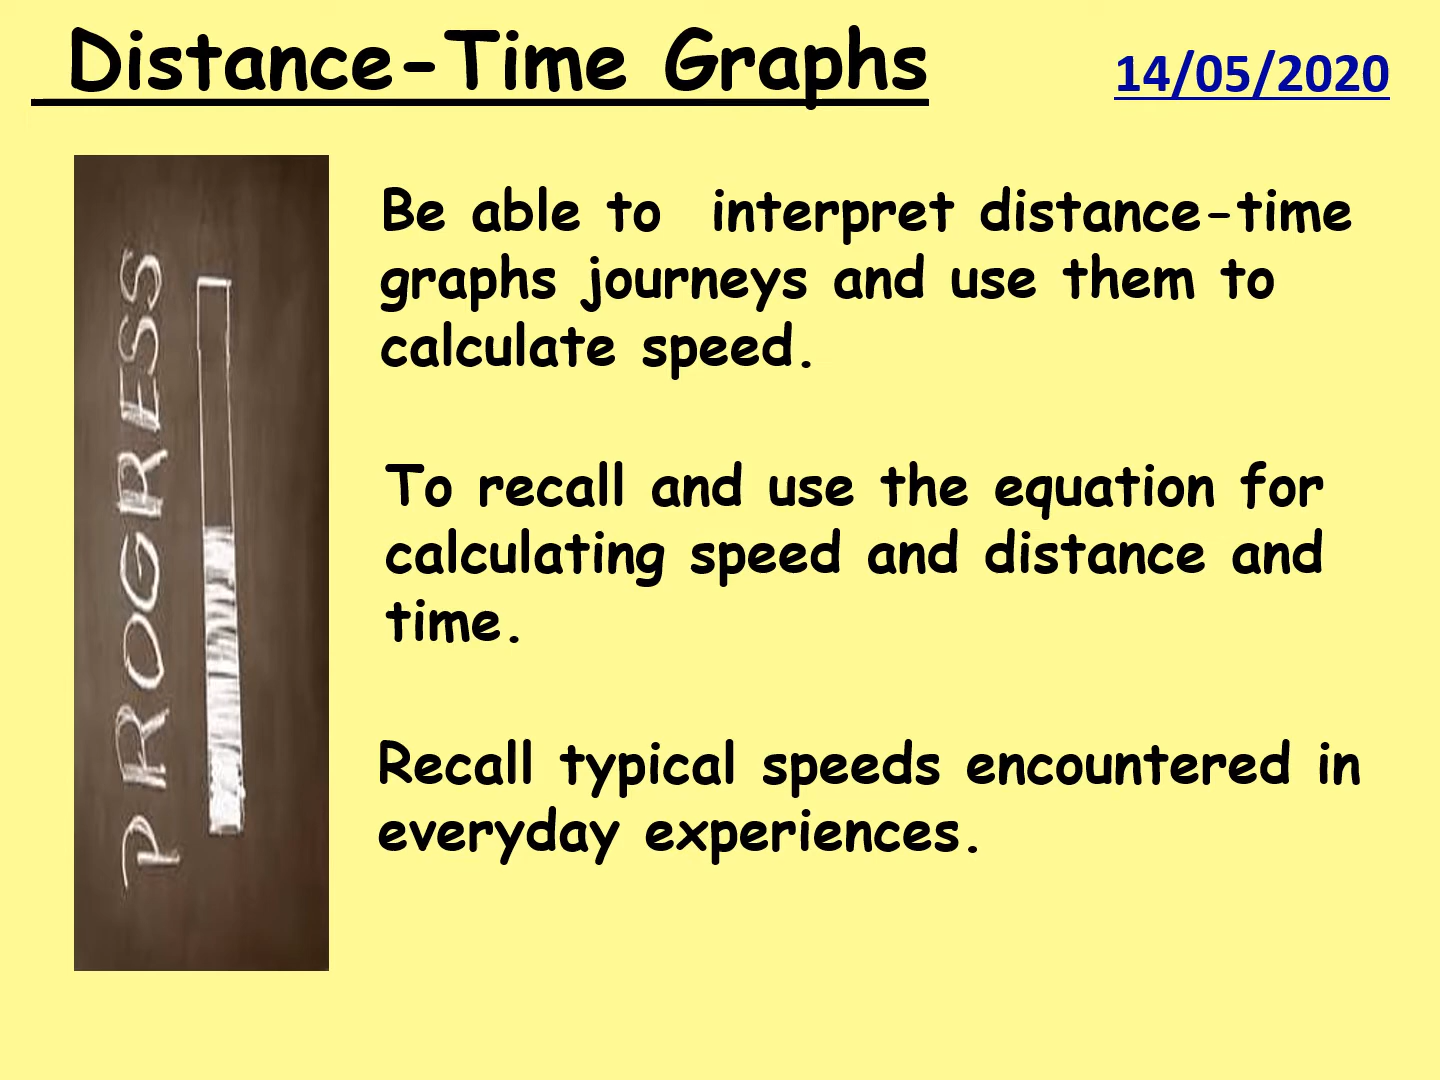 Distance-Time Graphs
14/05/2020
PROGRESS
Be able to  interpret distance-time
graphs journeys and use them to
calculate speed.
To recall and use the equation for
calculating speed and distance and
time.
Recall typical speeds encountered in
everyday experiences.